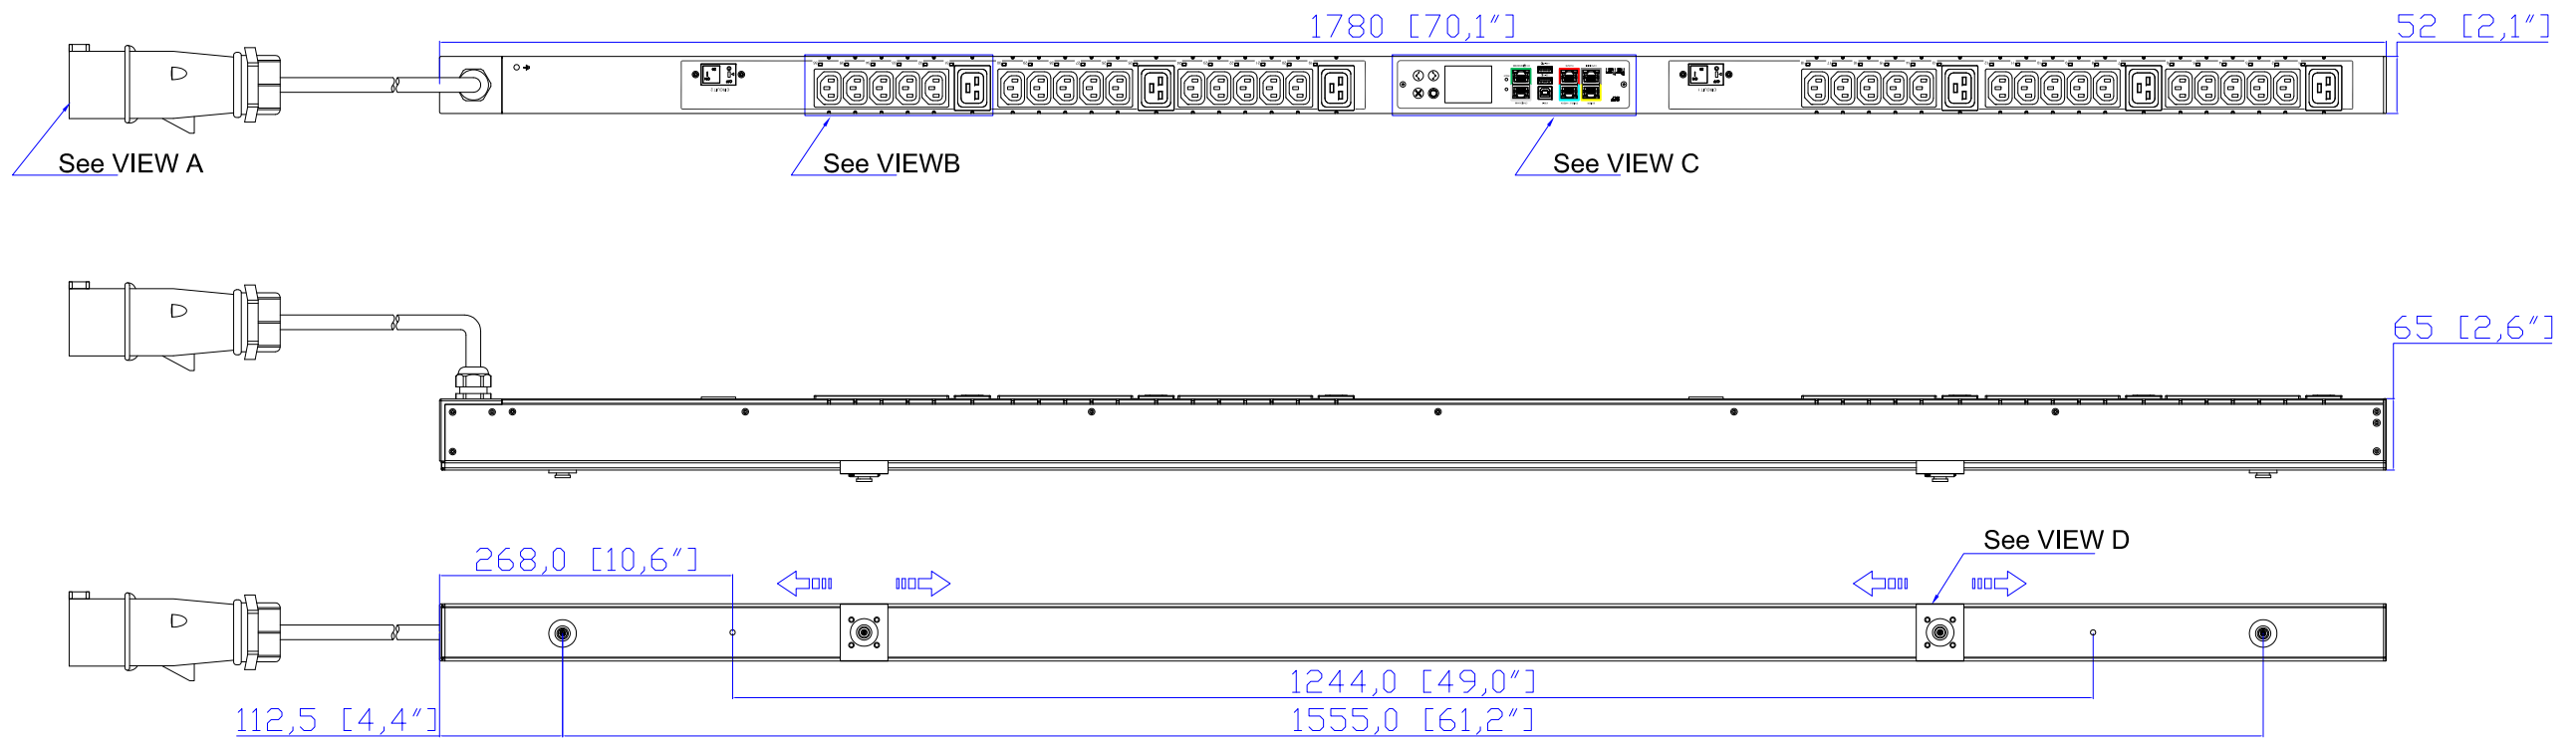 1780 [70,1"]
52 [2,1"]
See VIEW A
See VIEWB
See VIEW C
65 [2,6"]
See VIEW D
268,0 [10,6"]
1244,0 [49,0"]
112,5 [4,4"]
1555,0 [61,2"]